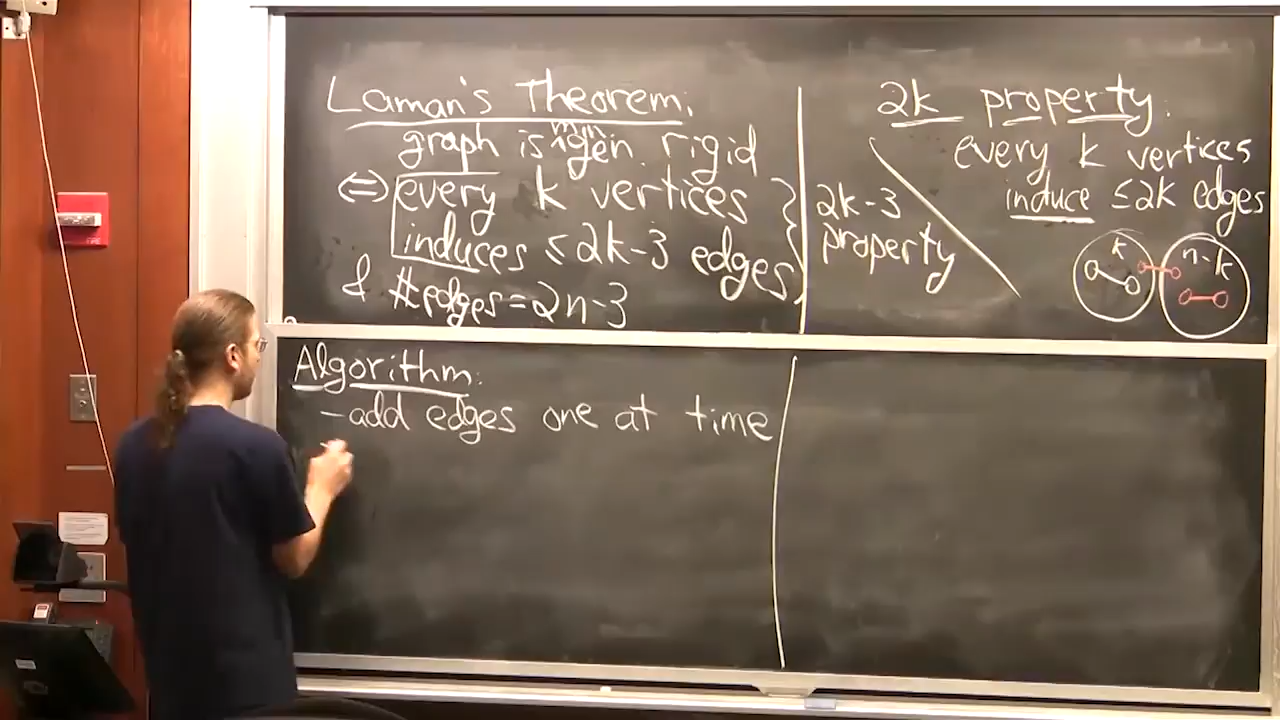 Laman's Theorem:
graph is min gen. rigid
⇔ every k vertices
induces ≤ 2k-3 edges
& #edges = 2n-3
2k-3
property
2k property:
every k vertices
induce ≤2k edges
k
n-k
Algorithm:
-add edges one at time